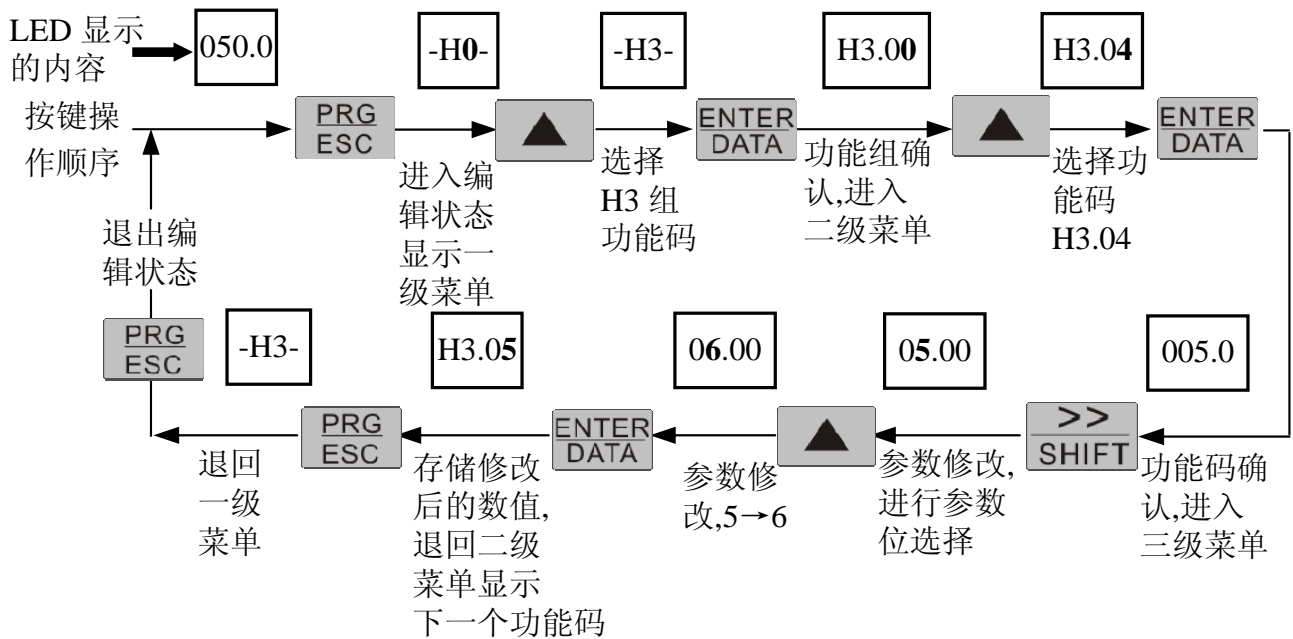 LED 显示
的内容
050.0
-H0-
-H3-
H3.00
H3.04
按键操
作顺序
PRG
ESC
ENTER
DATA
ENTER
DATA
进入编
辑状态
显示一
级菜单
选择
H3 组
功能码
功能组确
认,进入
二级菜单
选择功
能码
H3.04
退出编
辑状态
PRG
ESC
-H3-
H3.05
06.00
05.00
005.0
PRG
ESC
ENTER
DATA
>>
SHIFT
退回
一级
菜单
存储修改
后的数值,
退回二级
菜单显示
下一个功能码
参数修
改,5→6
参数修改,
进行参数
位选择
功能码确
认,进入
三级菜单